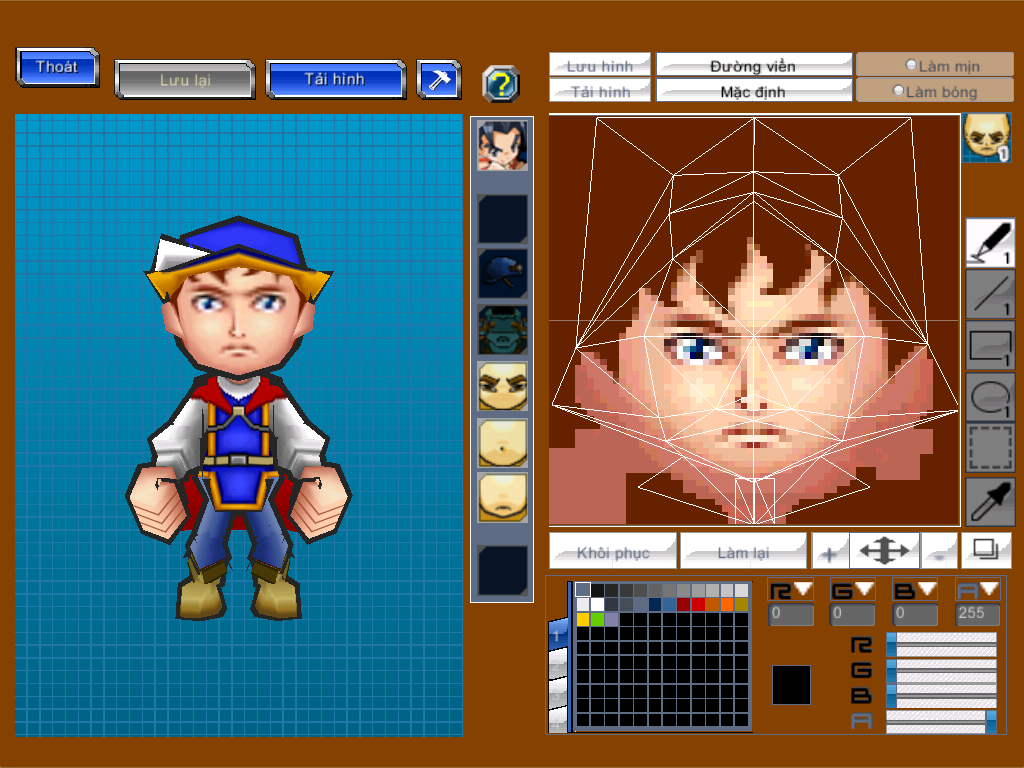 Thoát
Lưu lại
Tải hình
?
Lưu hình
Đường viền
Làm mịn
Tải hình
Mặc định
Làm bóng
1
1
1
1
1
Khôi phục
Làm lại
+
-
R G B A
0 0 0 255
1
R
G
B
A